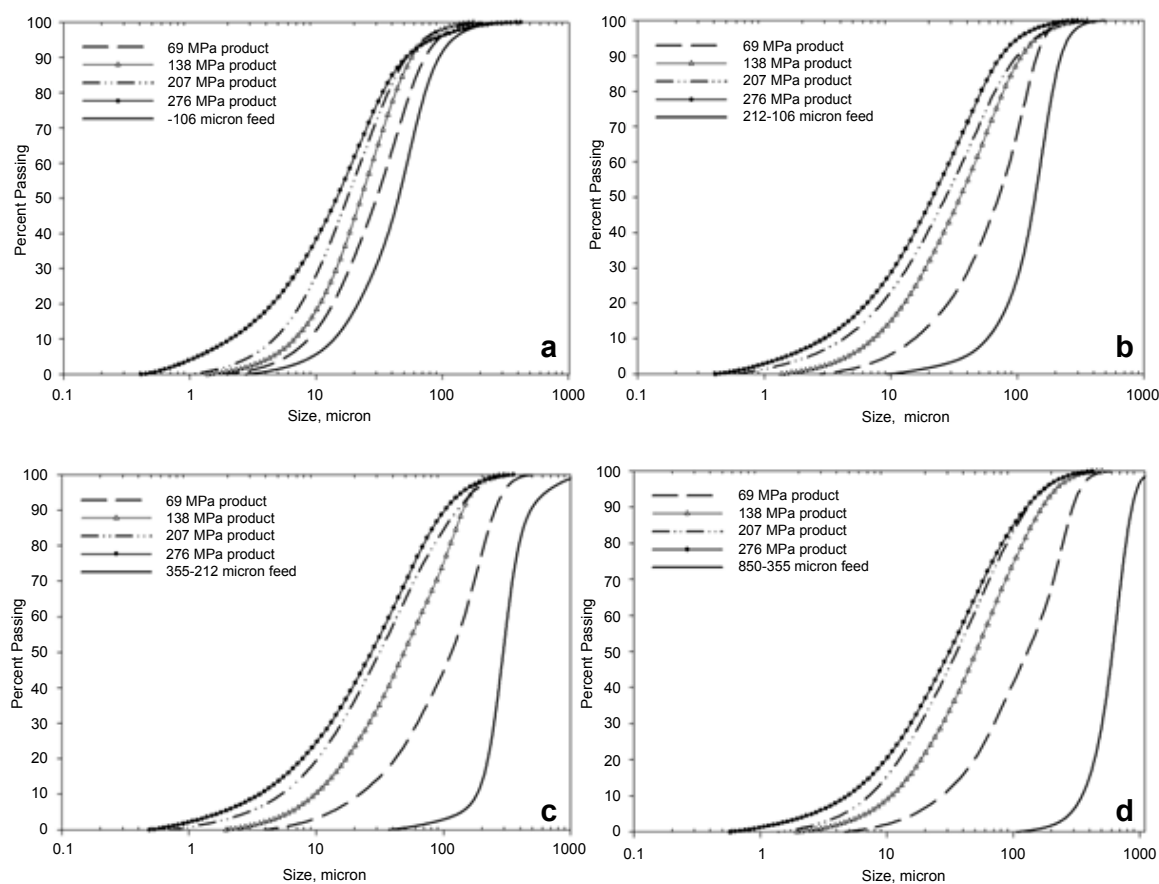 100
90
80
70
60
50
40
30
20
10
0
Percent Passing
69 MPa product
138 MPa product
207 MPa product
276 MPa product
-106 micron feed
a
0.1 1 10 100 1000
Size, micron
100
90
80
70
60
50
40
30
20
10
0
Percent Passing
69 MPa product
138 MPa product
207 MPa product
276 MPa product
212-106 micron feed
b
0.1 1 10 100 1000
Size, micron
100
90
80
70
60
50
40
30
20
10
0
Percent Passing
69 MPa product
138 MPa product
207 MPa product
276 MPa product
355-212 micron feed
c
0.1 1 10 100 1000
Size, micron
100
90
80
70
60
50
40
30
20
10
0
Percent Passing
69 MPa product
138 MPa product
207 MPa product
276 MPa product
850-355 micron feed
d
0.1 1 10 100 1000
Size, micron